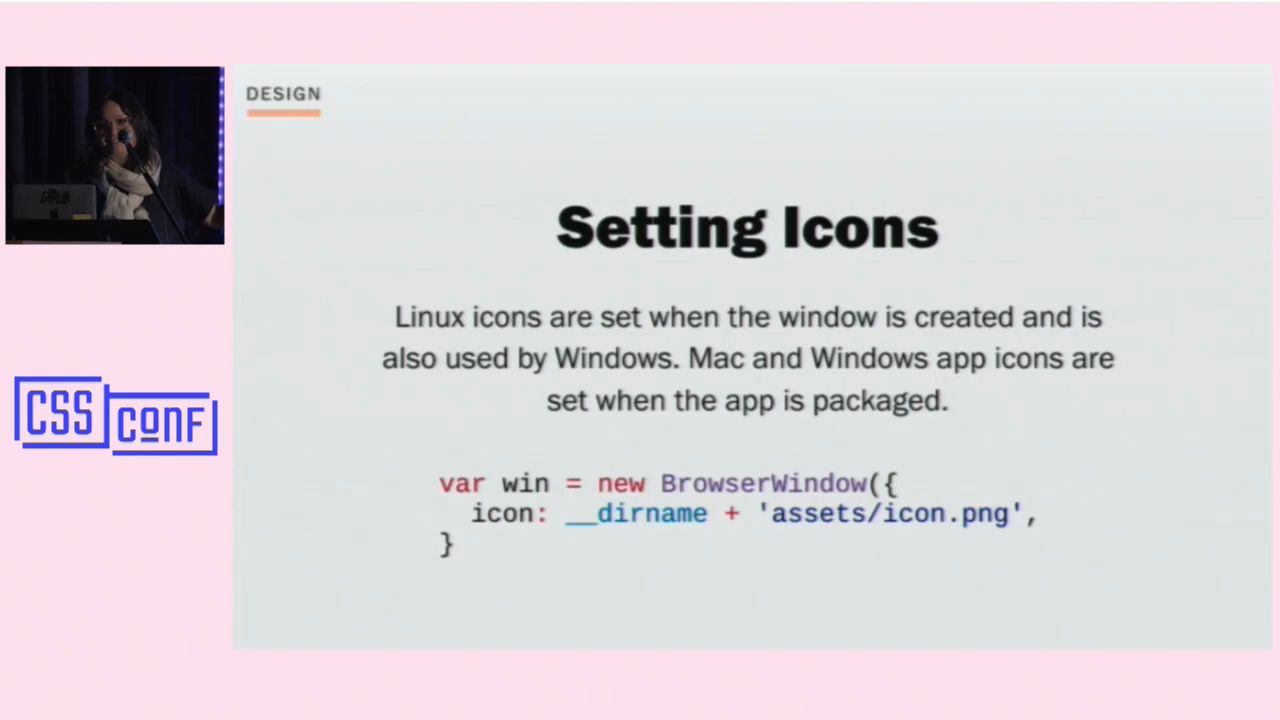 DESIGN
Setting Icons
Linux icons are set when the window is created and is
also used by Windows. Mac and Windows app icons are
set when the app is packaged.
var win = new BrowserWindow({
icon: __dirname + 'assets/icon.png',
}
CSS
CONF